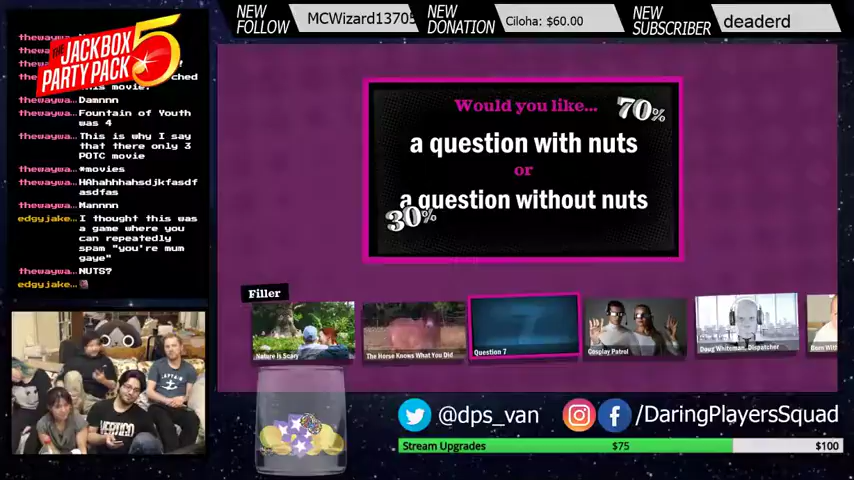 NEW
FOLLOW
MCWizard13705
NEW
DONATION
Ciloha: $60.00
NEW
SUBSCRIBER
deaderd
THE
JACKBOX
PARTY PACK 5
this movie.
thewaywa… Damnnn
thewaywa… Fountain of Youth
was 4
thewaywa… This is why I say
that there only 3
POTC movie
thewaywa… #movies
thewaywa… HAhahhhahsdjkfasdf
asdfas
thewaywa… Mannnn
edgyjake… I thought this was
a game where you
can repeatedly
spam "you're mum
gaye"
thewaywa… NUTS?
edgyjake…
Would you like...
70%
a question with nuts
or
a question without nuts
30%
Filler
Nature is Scary
The Horse Knows What You Did
Question 7
Cosplay Patrol
Doug Whiteman, Dispatcher
Born With
CAPTAIN
VERTIGO
@dps_van
/DaringPlayersSquad
Stream Upgrades
$75
$100